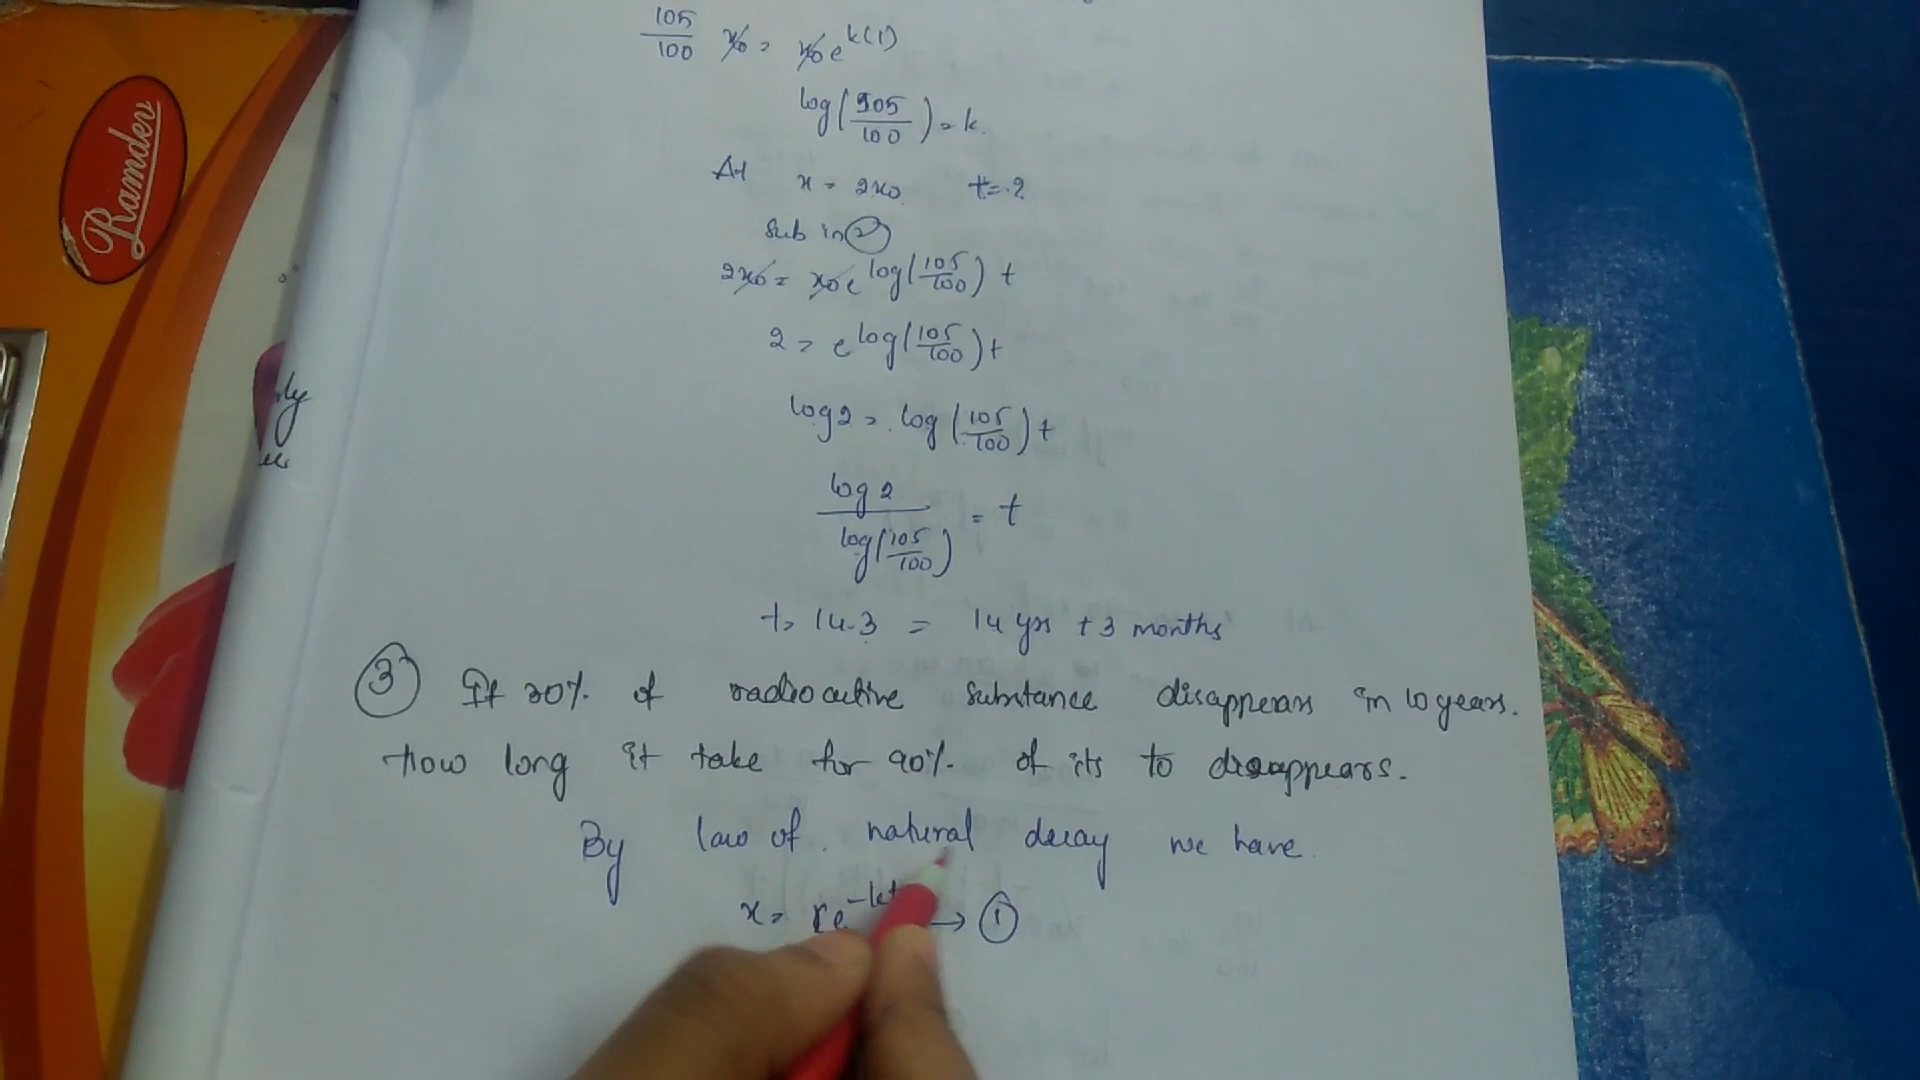 Ramdev
105/100 x0 = x0 e^k(1)
log(105/100) = k.
At x = 2x0. t = ?
Sub in ②
2x0 = x0 e^log(105/100) t
2 = e^log(105/100) t
log 2 = log(105/100) t
log 2 / log(105/100) = t
t = 14.3 = 14 yrs + 3 months
③ If 30% of radioactive substance disappears in 10 years.
How long it take for 90% of its to disappears.
By law of natural decay we have.
x = ce^-kt → ①